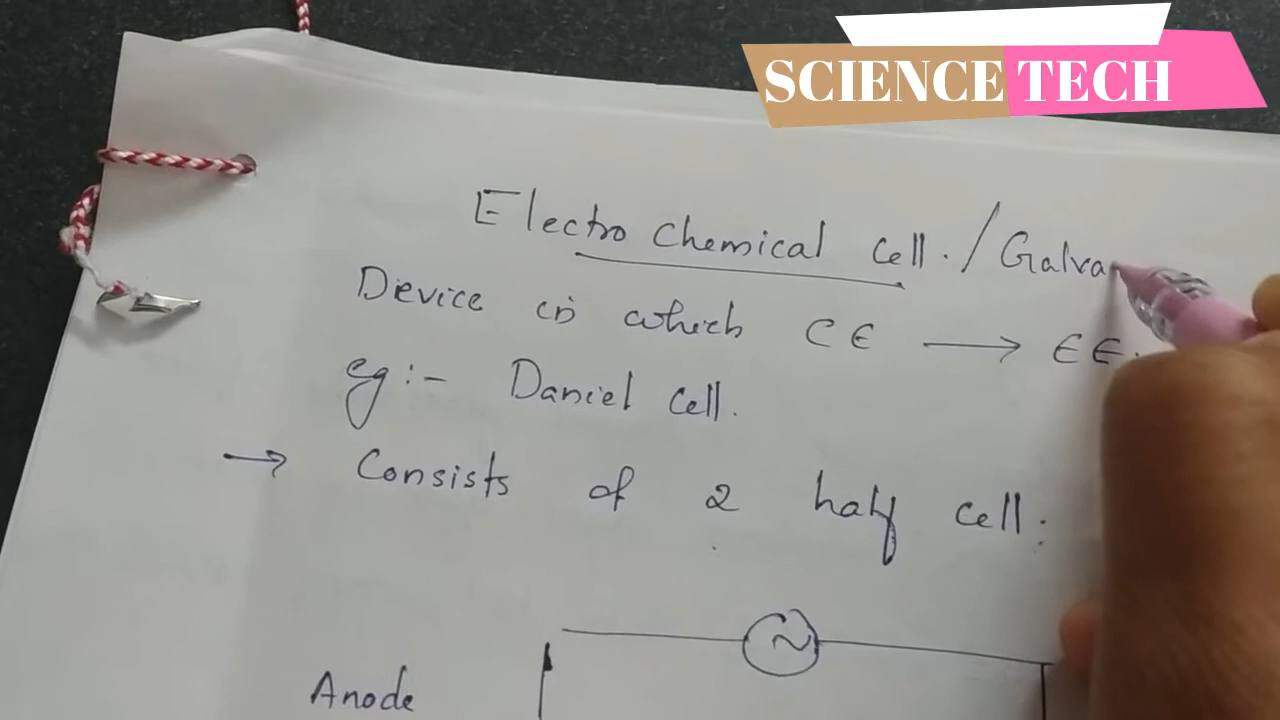 SCIENCE TECH
Electro Chemical Cell. / Galva
Device in which CE → EE.
eg :- Daniel Cell.
→ Consists of 2 half cell.
Anode